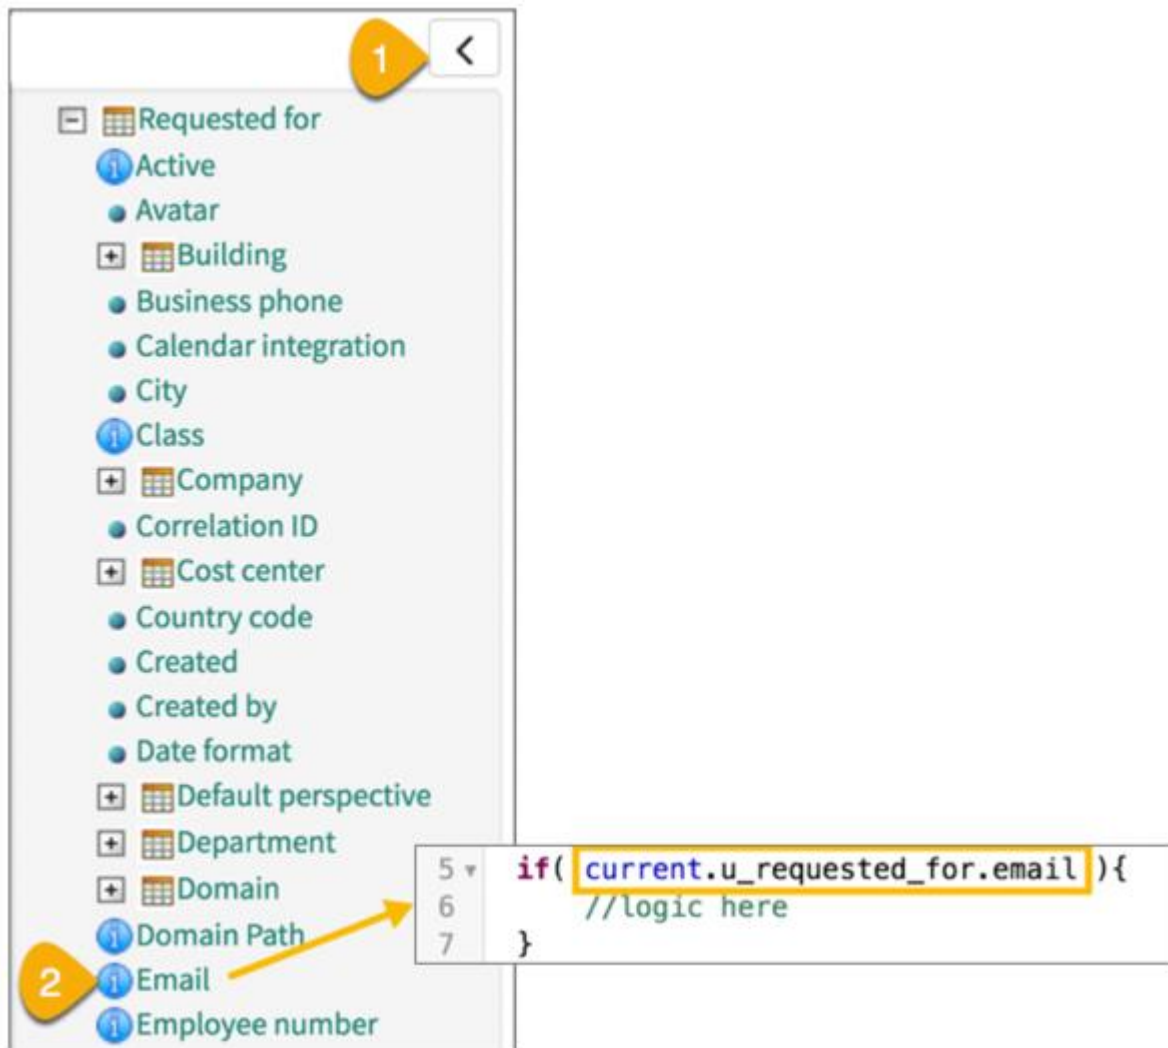 1
Requested for
Active
Avatar
Building
Business phone
Calendar integration
City
Class
Company
Correlation ID
Cost center
Country code
Created
Created by
Date format
Default perspective
Department
Domain
Domain Path
2 Email
Employee number
5 if( current.u_requested_for.email ){
6 //logic here
7 }